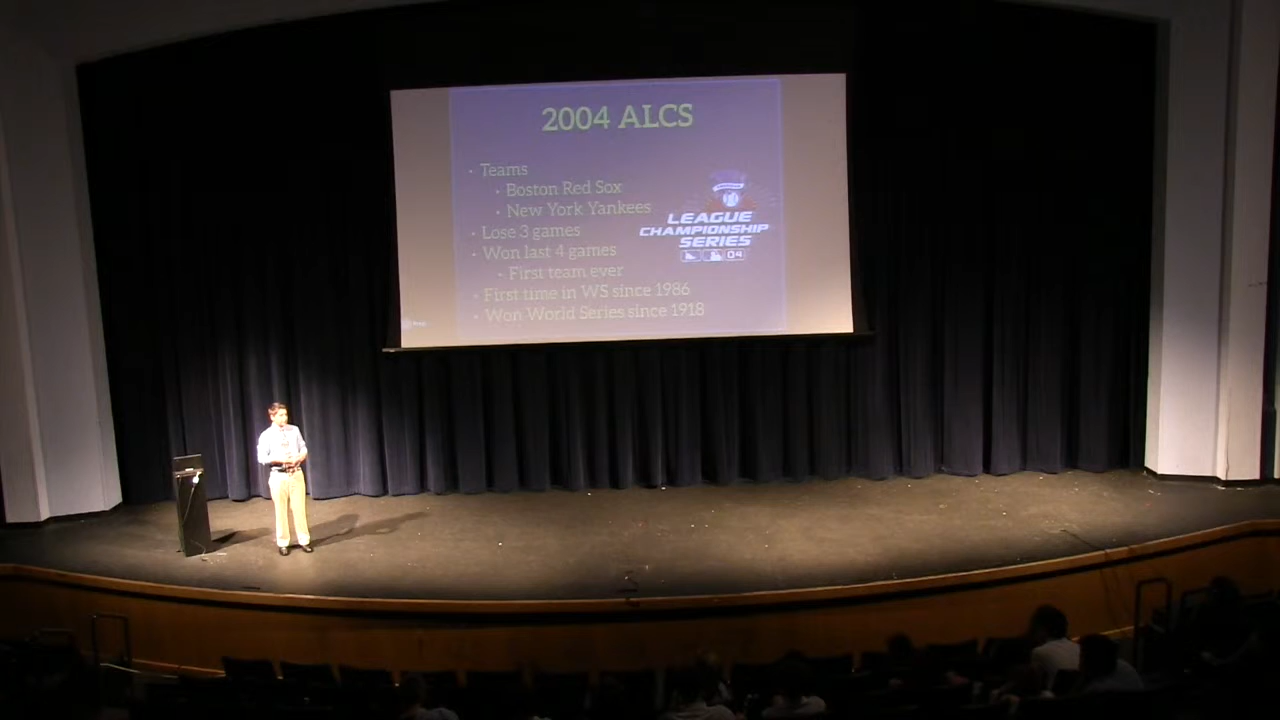 2004 ALCS
• Teams
• Boston Red Sox
• New York Yankees
• Lose 3 games
• Won last 4 games
• First team ever
• First time in WS since 1986
• Won World Series since 1918
LEAGUE
CHAMPIONSHIP
SERIES
04